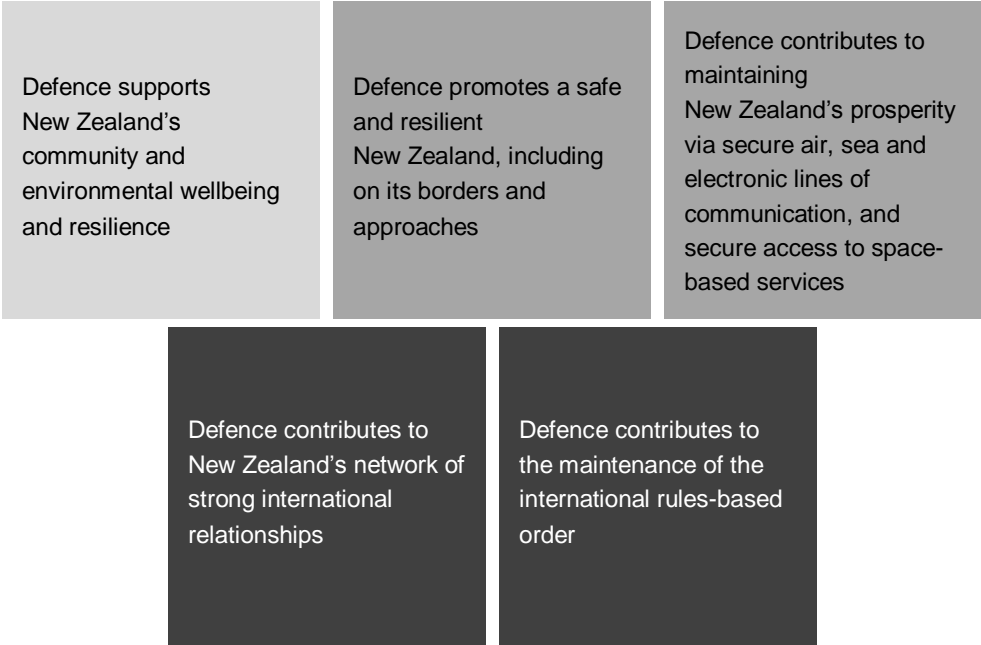 Defence supports
New Zealand’s
community and
environmental wellbeing
and resilience
Defence promotes a safe
and resilient
New Zealand, including
on its borders and
approaches
Defence contributes to
maintaining
New Zealand’s prosperity
via secure air, sea and
electronic lines of
communication, and
secure access to space-
based services
Defence contributes to
New Zealand’s network of
strong international
relationships
Defence contributes to
the maintenance of the
international rules-based
order